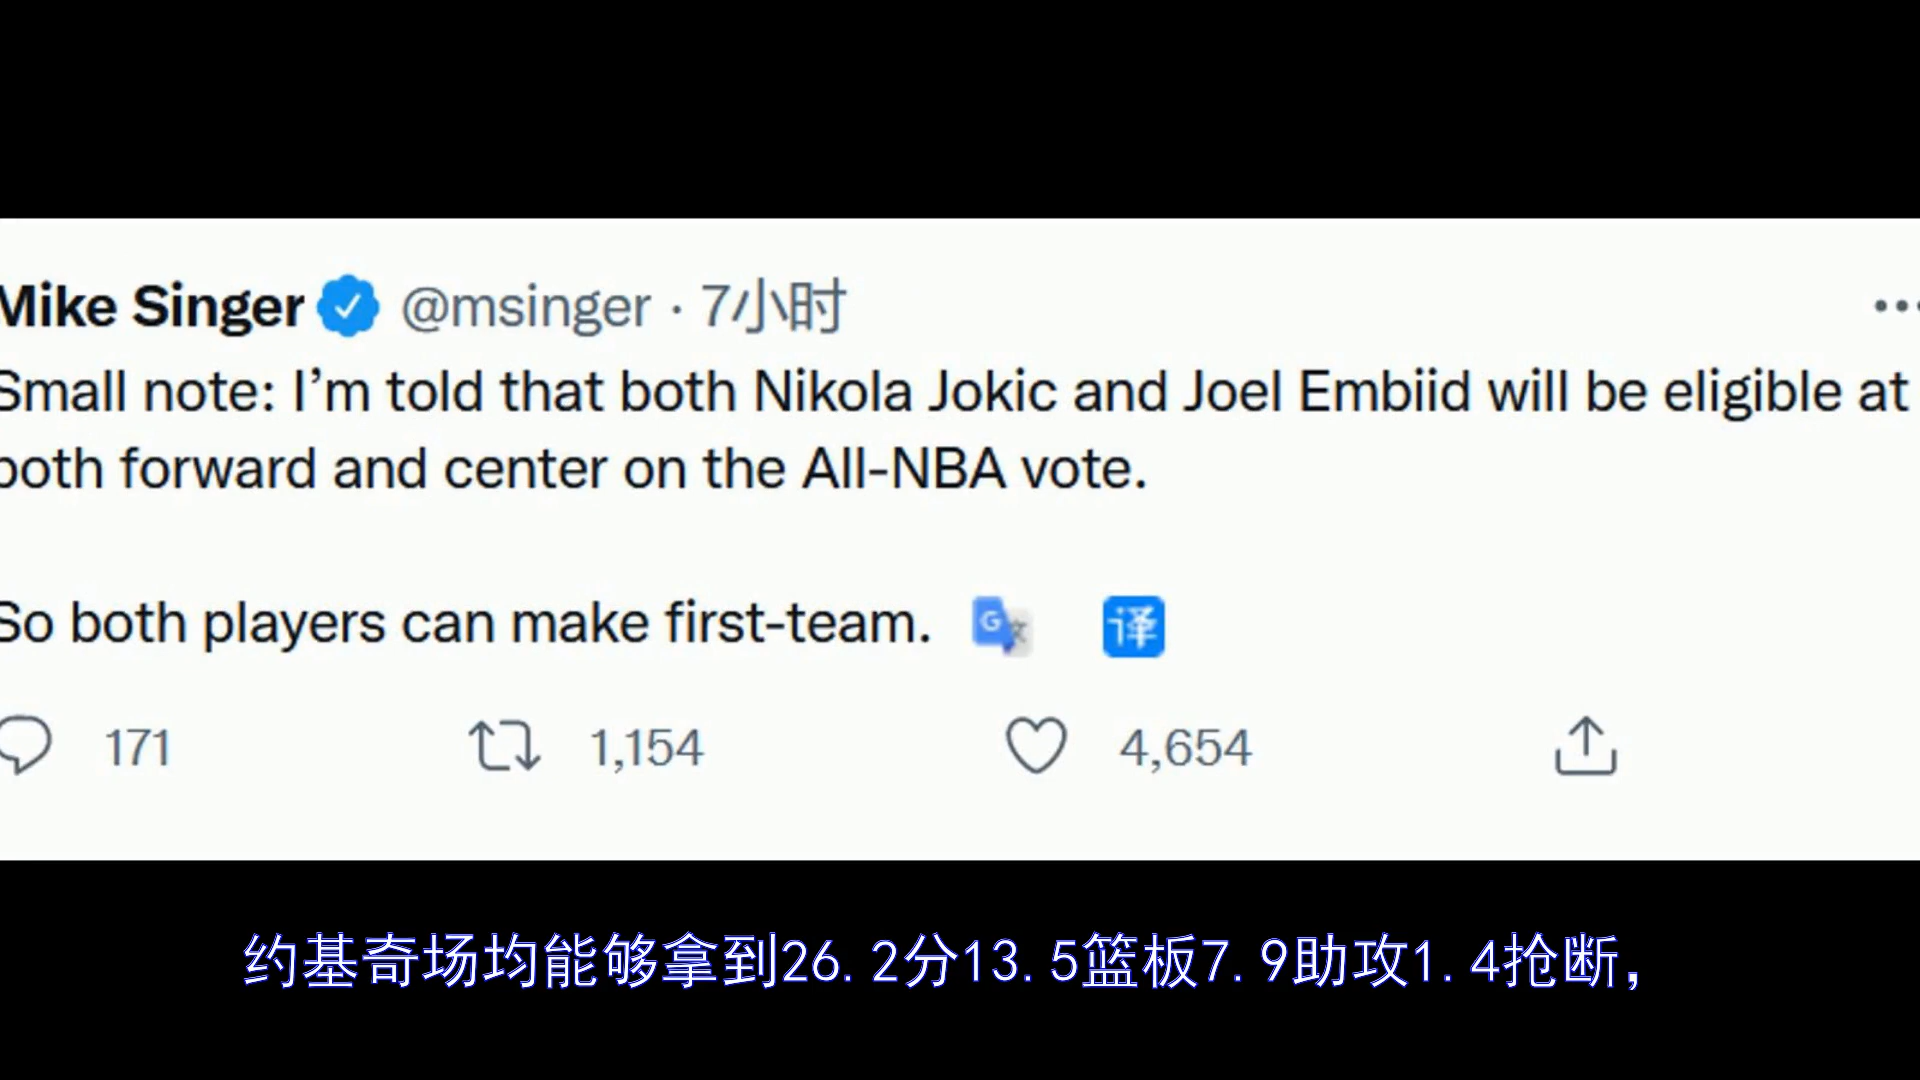 Mike Singer @msinger · 7小时
Small note: I’m told that both Nikola Jokic and Joel Embiid will be eligible at
both forward and center on the All-NBA vote.
So both players can make first-team. G 文 译
171 1,154 4,654
约基奇场均能够拿到26.2分13.5篮板7.9助攻1.4抢断，